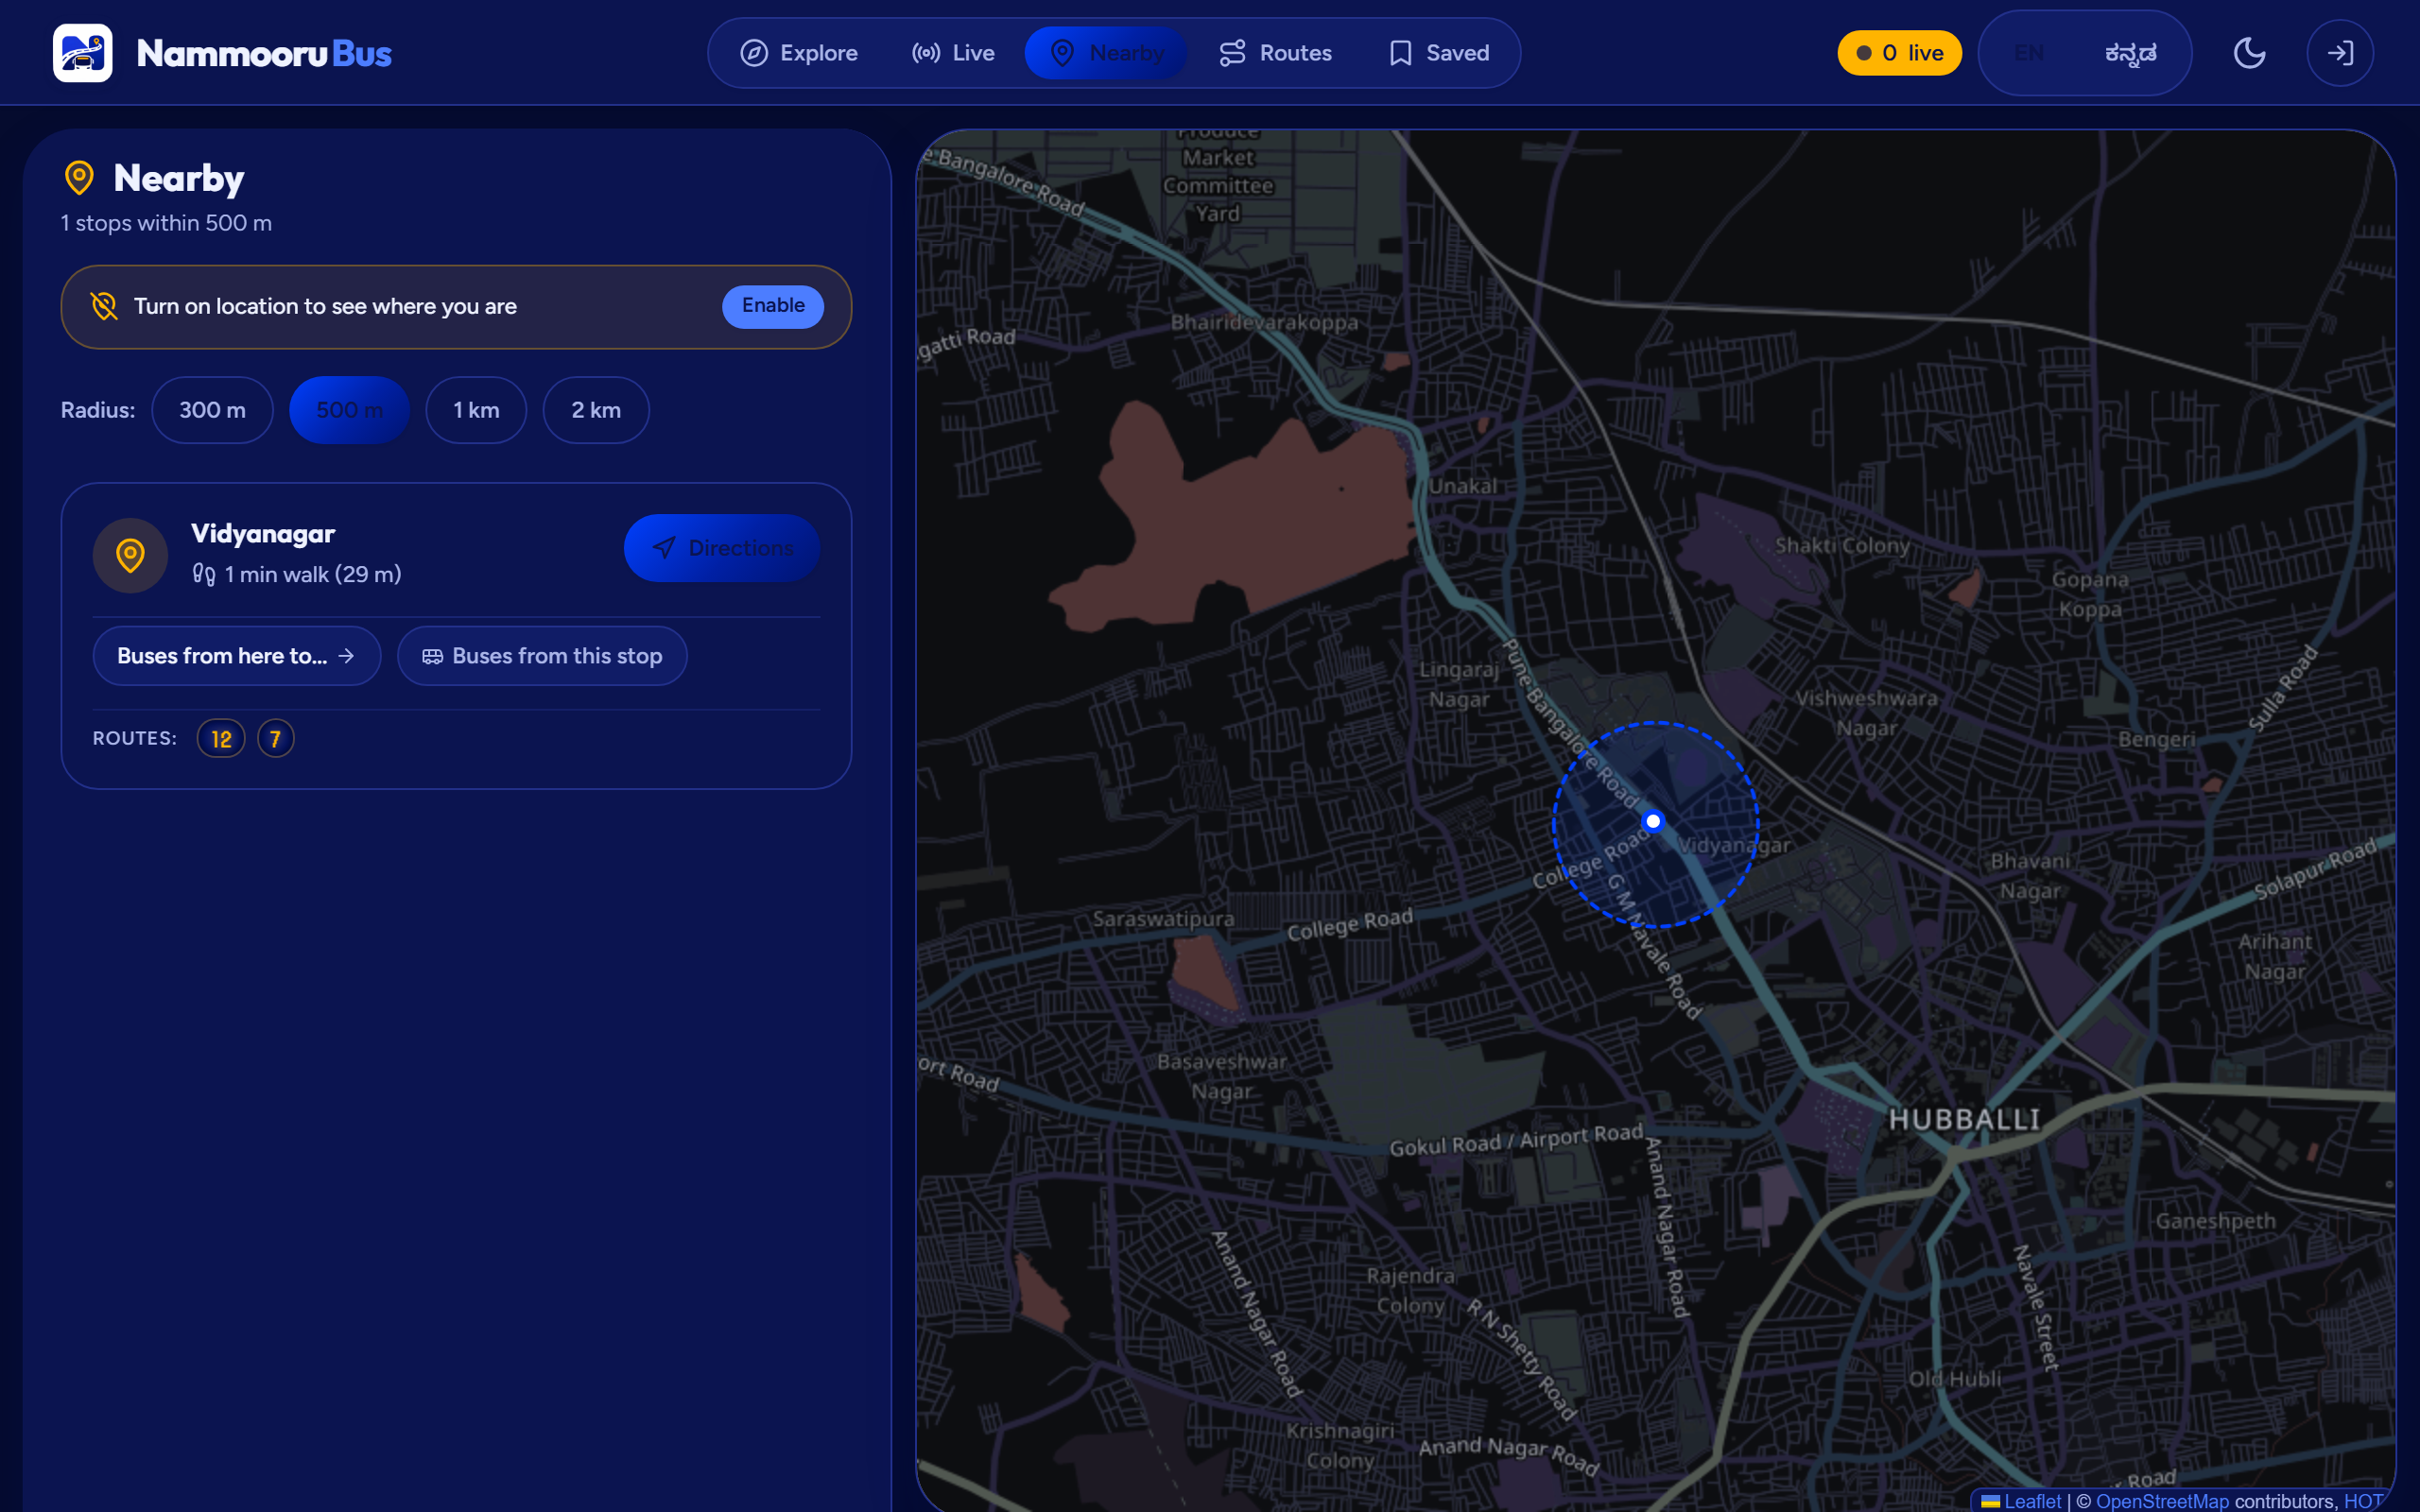 Nammooru Bus
Explore
Live
Nearby
Routes
Saved
0 live
EN
ಕನ್ನಡ
Nearby
1 stops within 500 m
Turn on location to see where you are
Enable
Radius:
300 m
500 m
1 km
2 km
Vidyanagar
1 min walk (29 m)
Directions
Buses from here to...
Buses from this stop
ROUTES:
12
7
Produce
Market
Committee
Yard
e Bangalore Road
Bhairidevarakoppa
gatti Road
Unakal
Shakti Colony
Gopana
Koppa
Lingaraj
Nagar
Pune Bangalore Road
Vishweshwara
Nagar
Sulla Road
Bengeri
College Road
Vidyanagar
G M Navale Road
Bhavani
Nagar
Solapur Road
Saraswatipura
College Road
Arihant
Nagar
Basaveshwar
Nagar
ort Road
HUBBALLI
Gokul Road / Airport Road
Anand Nagar Road
Ganeshpeth
Anand Nagar Road
Rajendra
Colony
R N Shetty Road
Navale Street
Old Hubli
Krishnagiri
Colony
Anand Nagar Road
Road
Leaflet | © OpenStreetMap contributors, HOT